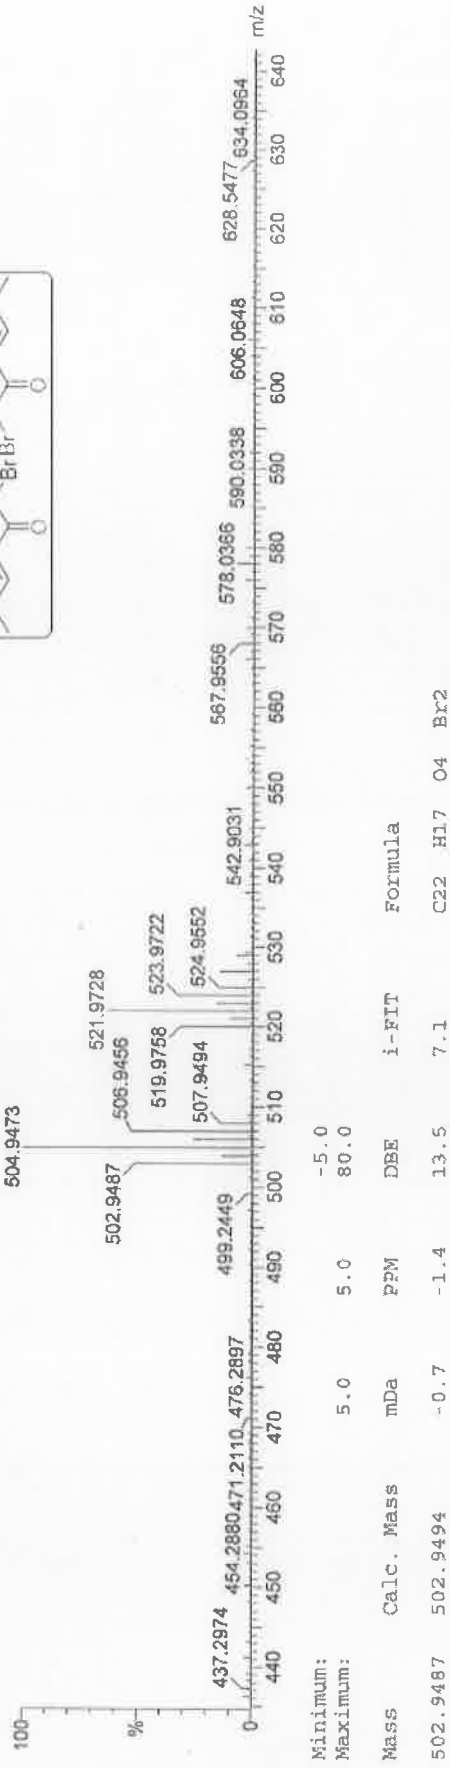 Br Br
O O
504.9473
100
%
0
437.2974
454.2880
471.2110
476.2897
499.2449
502.9487
506.9456
507.9494
519.9758
521.9728
523.9722
524.9552
542.9031
567.9556
578.0366
590.0338
606.0648
628.5477
634.0964
440 450 460 470 480 490 500 510 520 530 540 550 560 570 580 590 600 610 620 630 640
m/z
Minimum: -5.0
Maximum: 5.0 5.0 80.0
Mass Calc. Mass mDa PPM DBE i-FIT Formula
502.9487 502.9494 -0.7 -1.4 13.5 7.1 C22 H17 O4 Br2